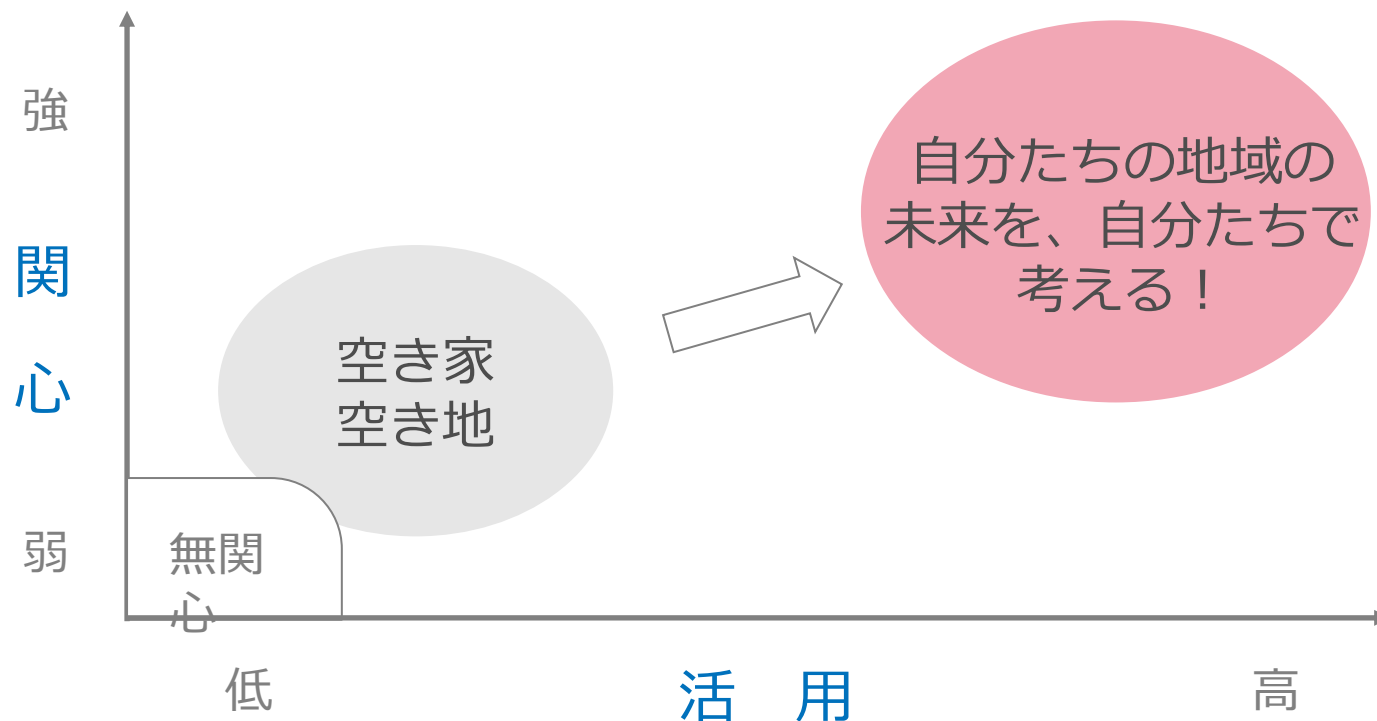 強
関
心
弱
自分たちの地域の
未来を、自分たちで
考える！
空き家
空き地
無関
心
低
活　用
高